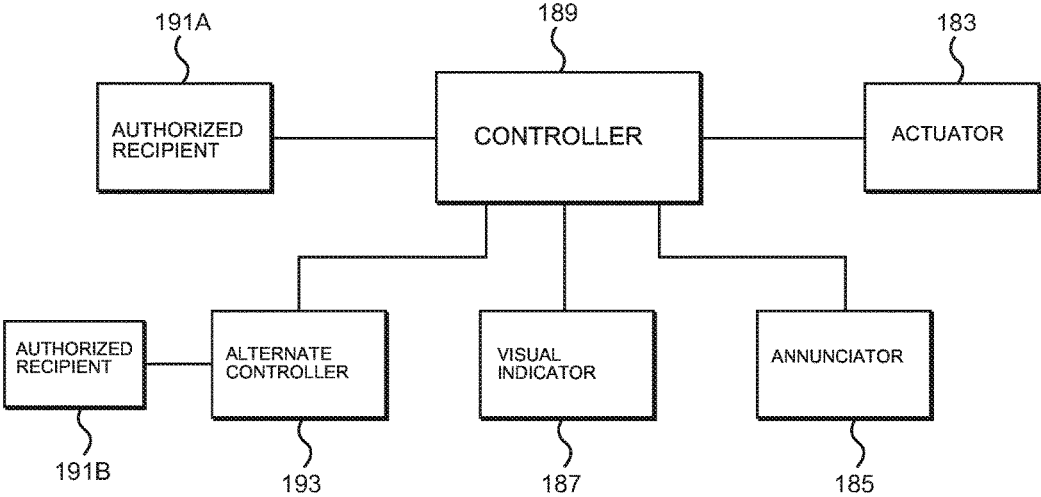 191A
189
183
AUTHORIZED
RECIPIENT
CONTROLLER
ACTUATOR
AUTHORIZED
RECIPIENT
ALTERNATE
CONTROLLER
VISUAL
INDICATOR
ANNUNCIATOR
191B
193
187
185